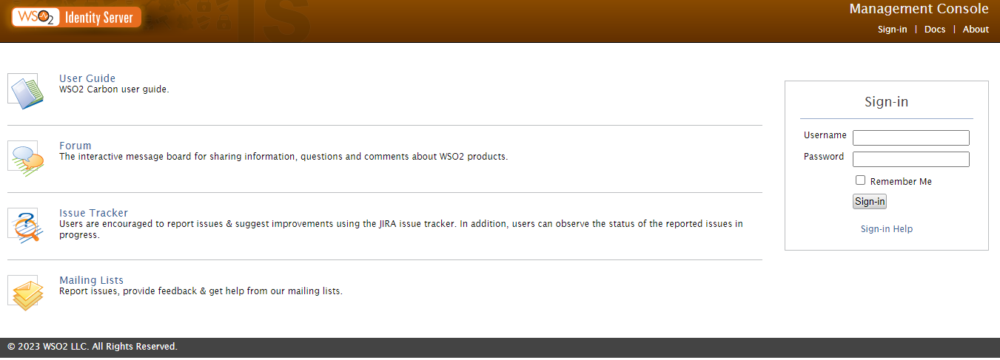 WSO2 Identity Server
Management Console
Sign-in | Docs | About
User Guide
WSO2 Carbon user guide.
Forum
The interactive message board for sharing information, questions and comments about WSO2 products.
Issue Tracker
Users are encouraged to report issues & suggest improvements using the JIRA issue tracker. In addition, users can observe the status of the reported issues in
progress.
Mailing Lists
Report issues, provide feedback & get help from our mailing lists.
Sign-in
Username
Password
Remember Me
Sign-in
Sign-in Help
© 2023 WSO2 LLC. All Rights Reserved.